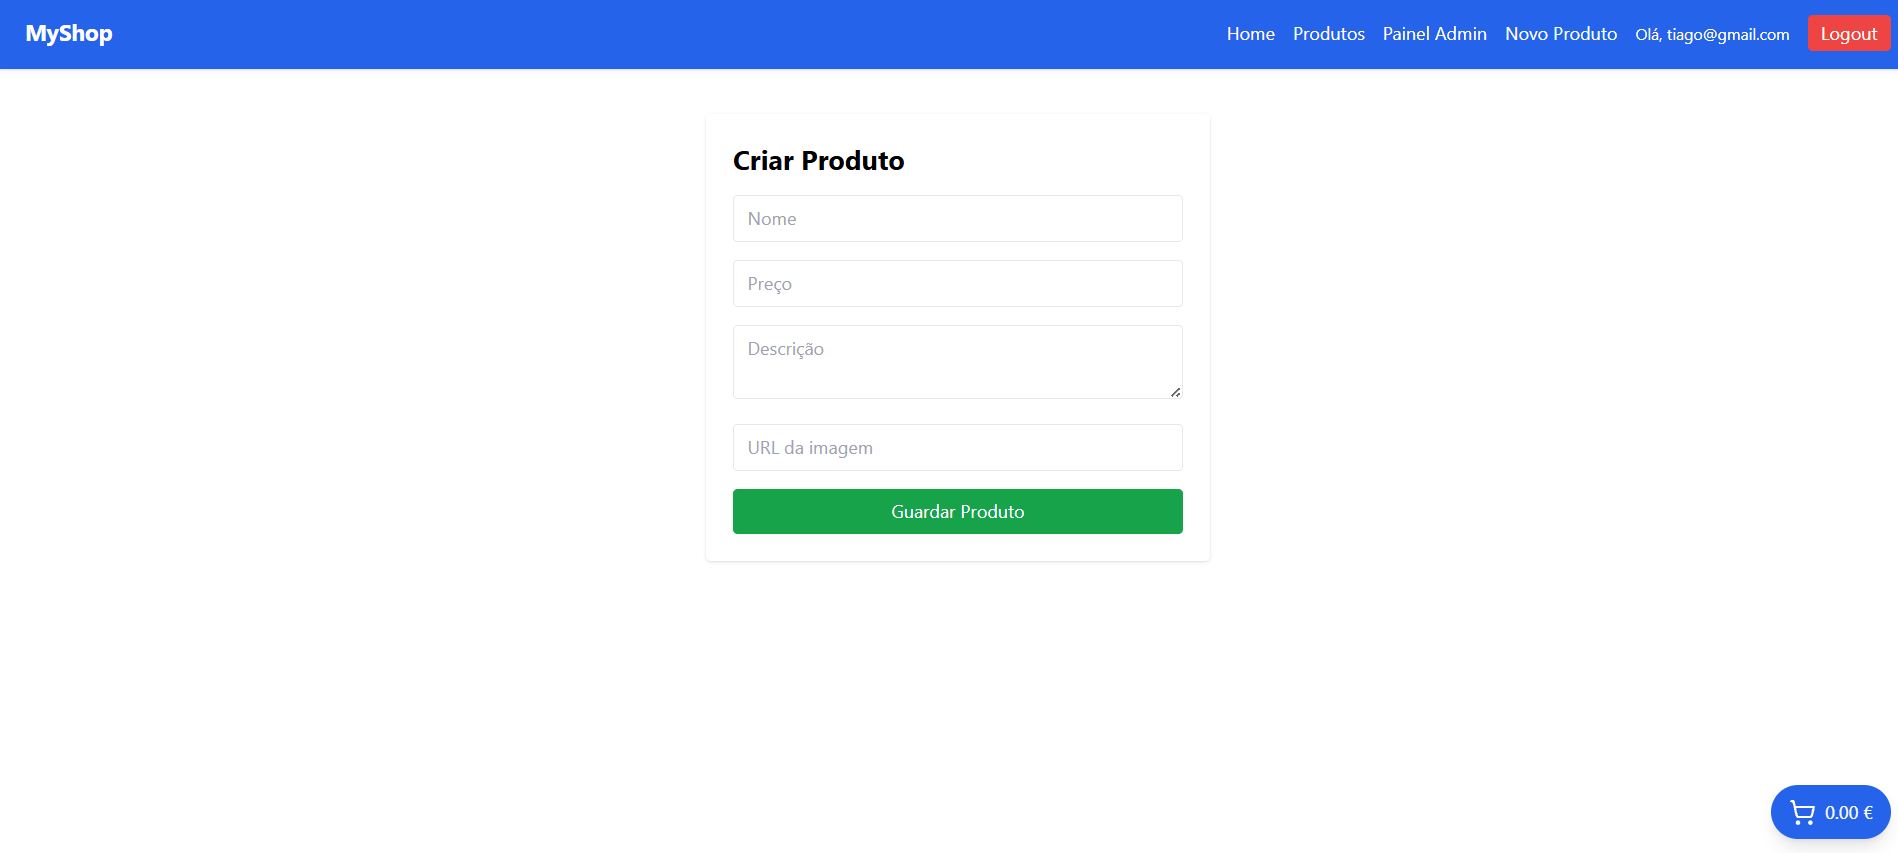 MyShop
Home Produtos Painel Admin Novo Produto Olá, tiago@gmail.com Logout
Criar Produto
Nome
Preço
Descrição
URL da imagem
Guardar Produto
0.00 €